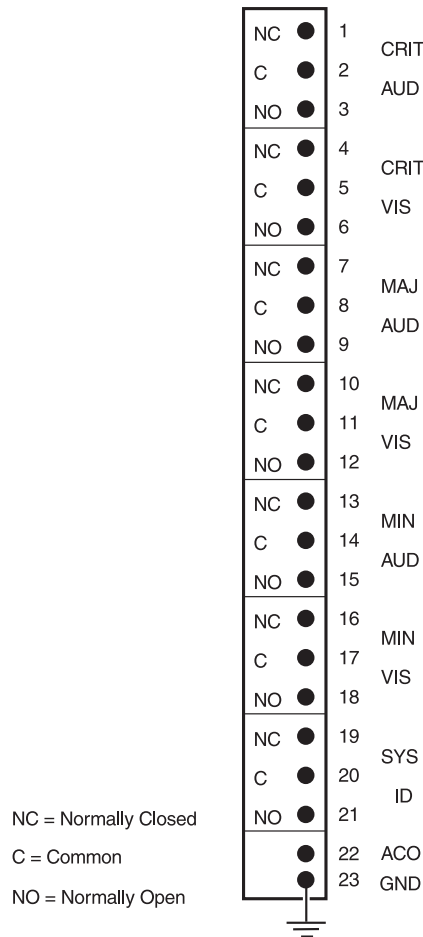 NC 1
CRIT
C 2
AUD
NO 3
NC 4
CRIT
C 5
VIS
NO 6
NC 7
MAJ
C 8
AUD
NO 9
NC 10
MAJ
C 11
VIS
NO 12
NC 13
MIN
C 14
AUD
NO 15
NC 16
MIN
C 17
VIS
NO 18
NC 19
SYS
C 20
ID
NO 21
22 ACO
23 GND
NC = Normally Closed
C = Common
NO = Normally Open